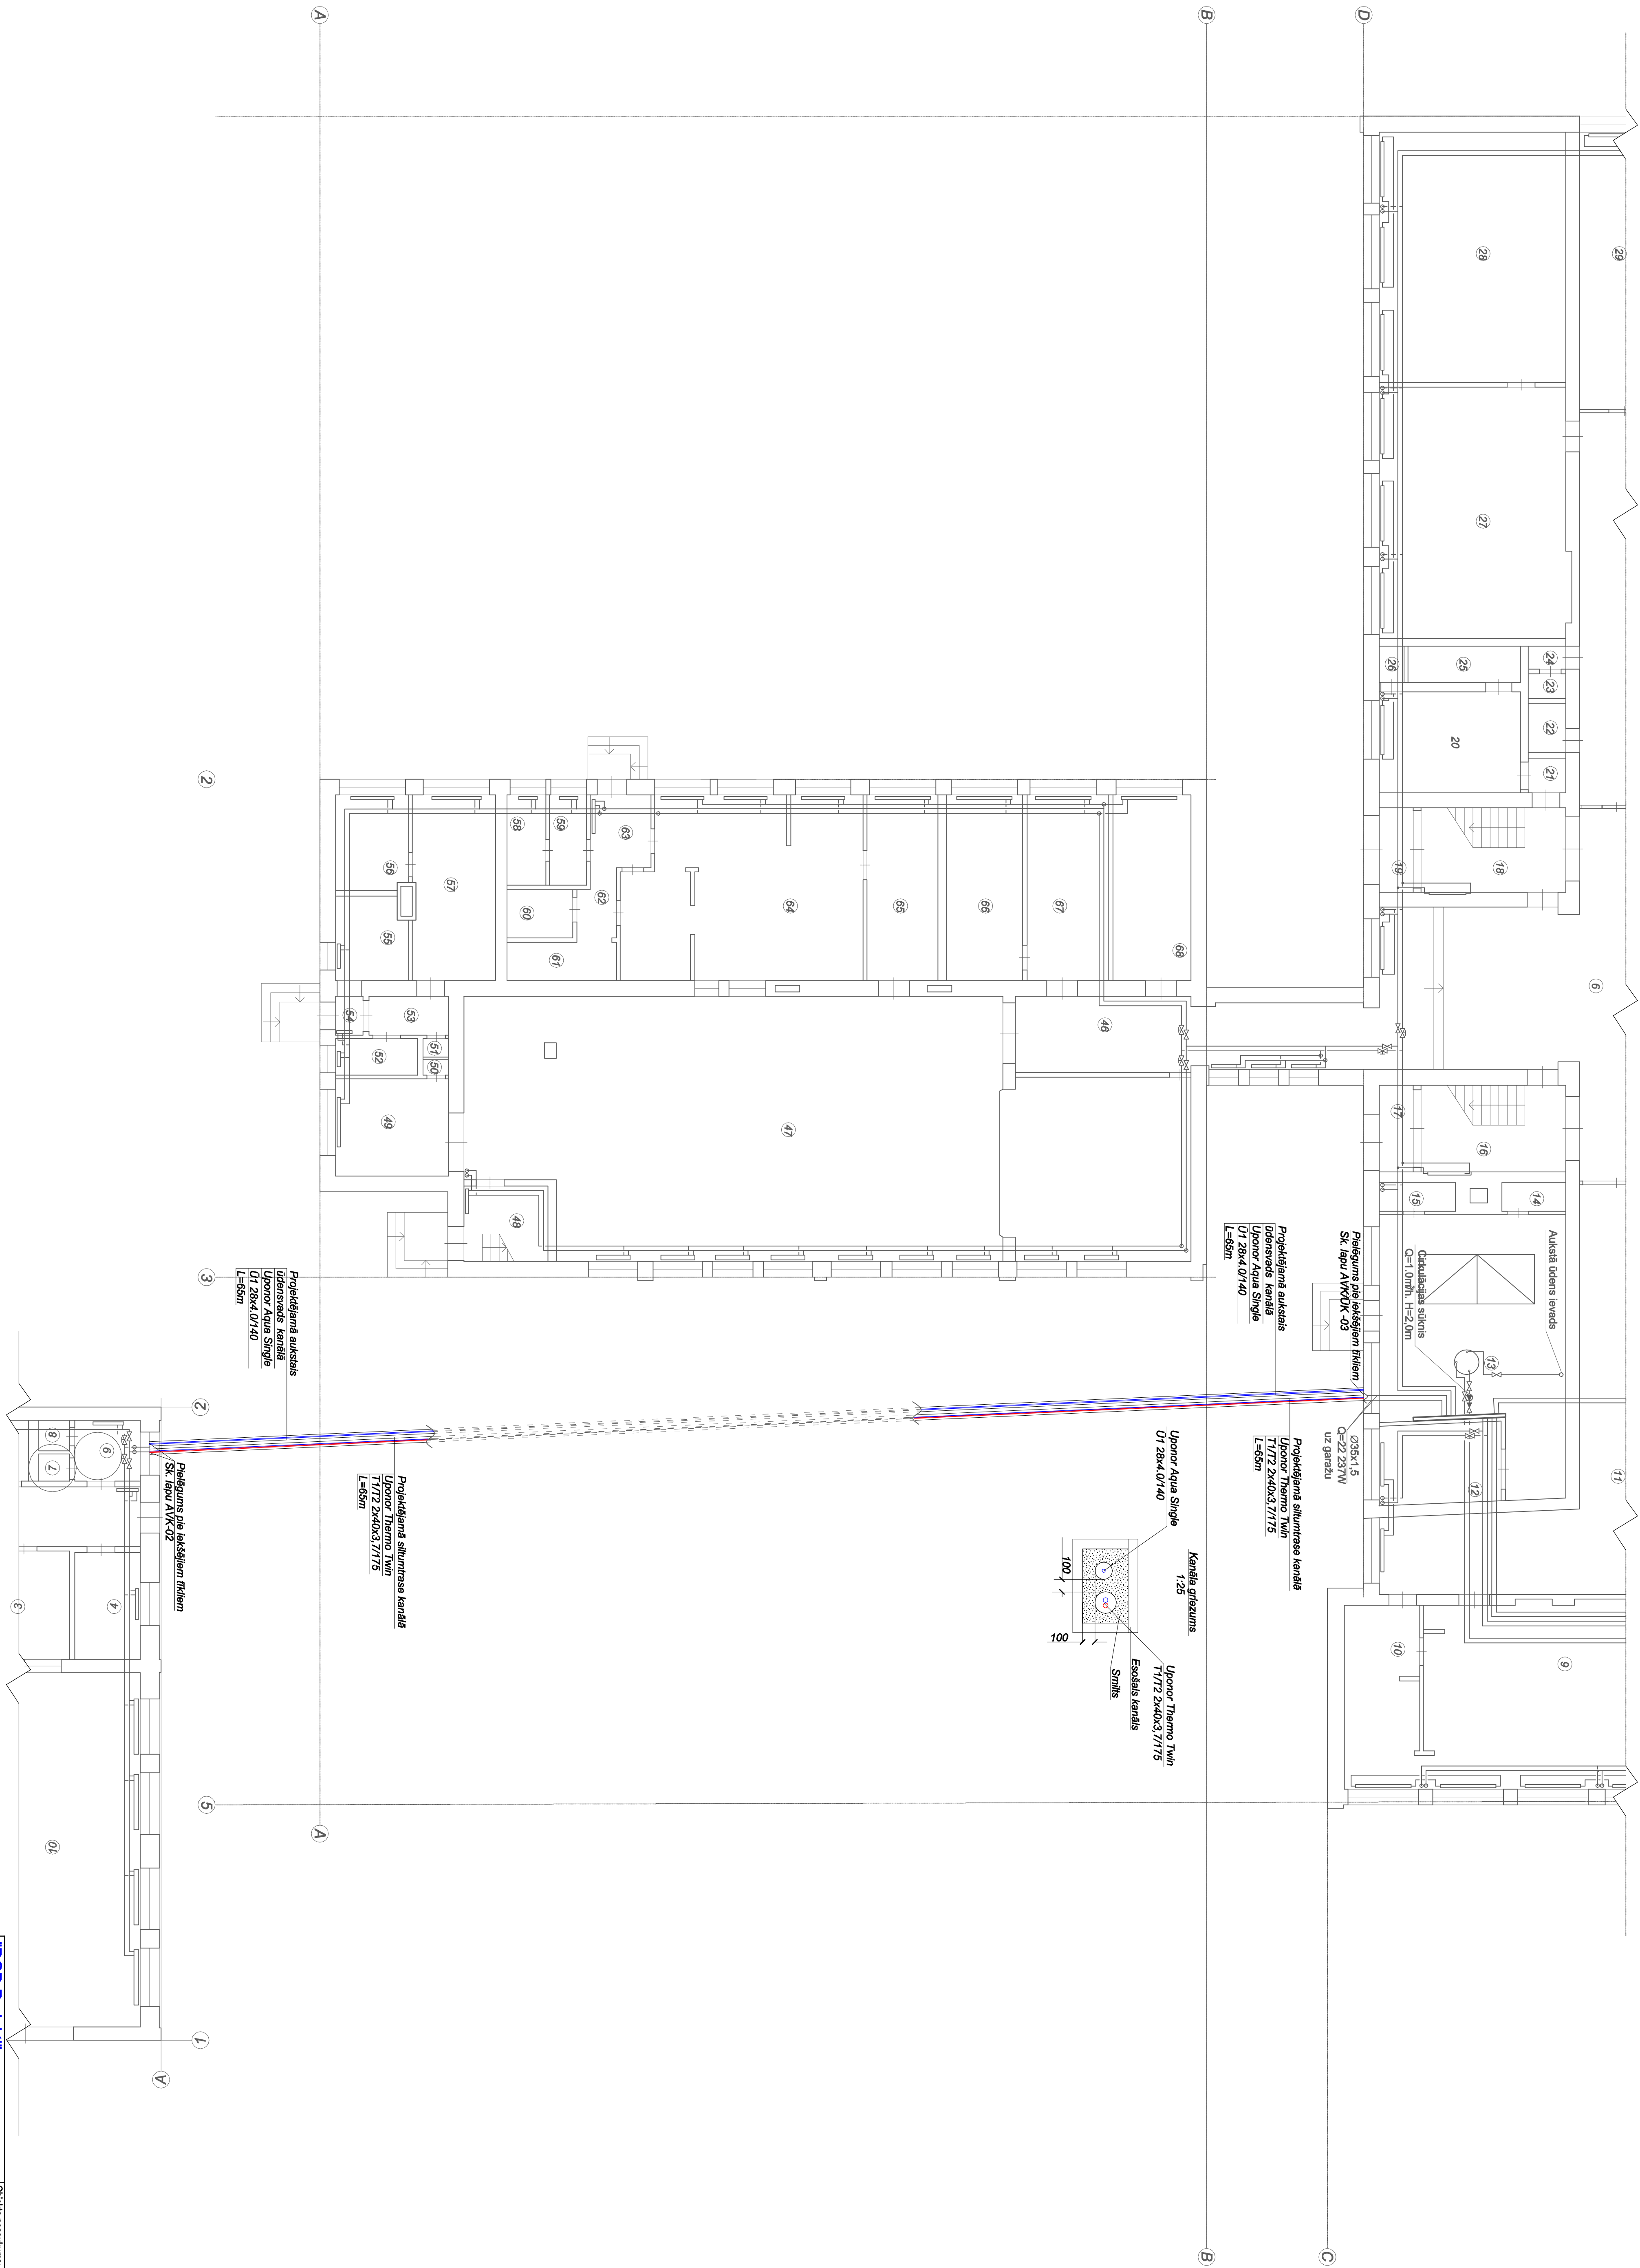 A
B
D
29
28
27
24
23
22
21
26
25
20
19
18
6
17
16
15
14
13
12
11
10
9
Aukstā ūdens ievads
Cirkulācijas sūknis
Q=1,0m³/h. H=2,0m
Pielēgums pie iekšējiem tīkliem
Sk. lapu AVK/ŪK -03
Ø35x1,5
Q=22 237W
uz garažu
Projektējamā aukstais
ūdensvads kanālā
Uponor Aqua Single
Ū1 28x4.0/140
L=65m
Projektējamā siltumtrase kanālā
Uponor Thermo Twin
T1/T2 2x40x3,7/175
L=65m
2
3
5
56
57
58
59
60
61
62
63
64
65
66
67
68
55
54
53
52
51
50
49
48
47
46
Kanāla griezums
1:25
Uponor Aqua Single
Ū1 28x4.0/140
Uponor Thermo Twin
T1/T2 2x40x3,7/175
Esošais kanāls
Smilts
100
100
Projektējamā aukstais
ūdensvads kanālā
Uponor Aqua Single
Ū1 28x4.0/140
L=65m
Projektējamā siltumtrase kanālā
Uponor Thermo Twin
T1/T2 2x40x3,7/175
L=65m
Pielēgums pie iekšējiem tīkliem
Sk. lapu AVK-02
2
1
A
8
7
6
4
3
10
A
B
C